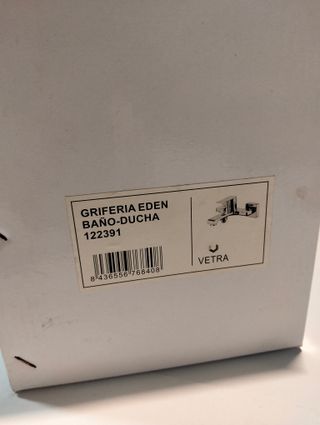 GRIFERIA EDEN
BAÑO-DUCHA
122391
8 436556 768408
VETRA